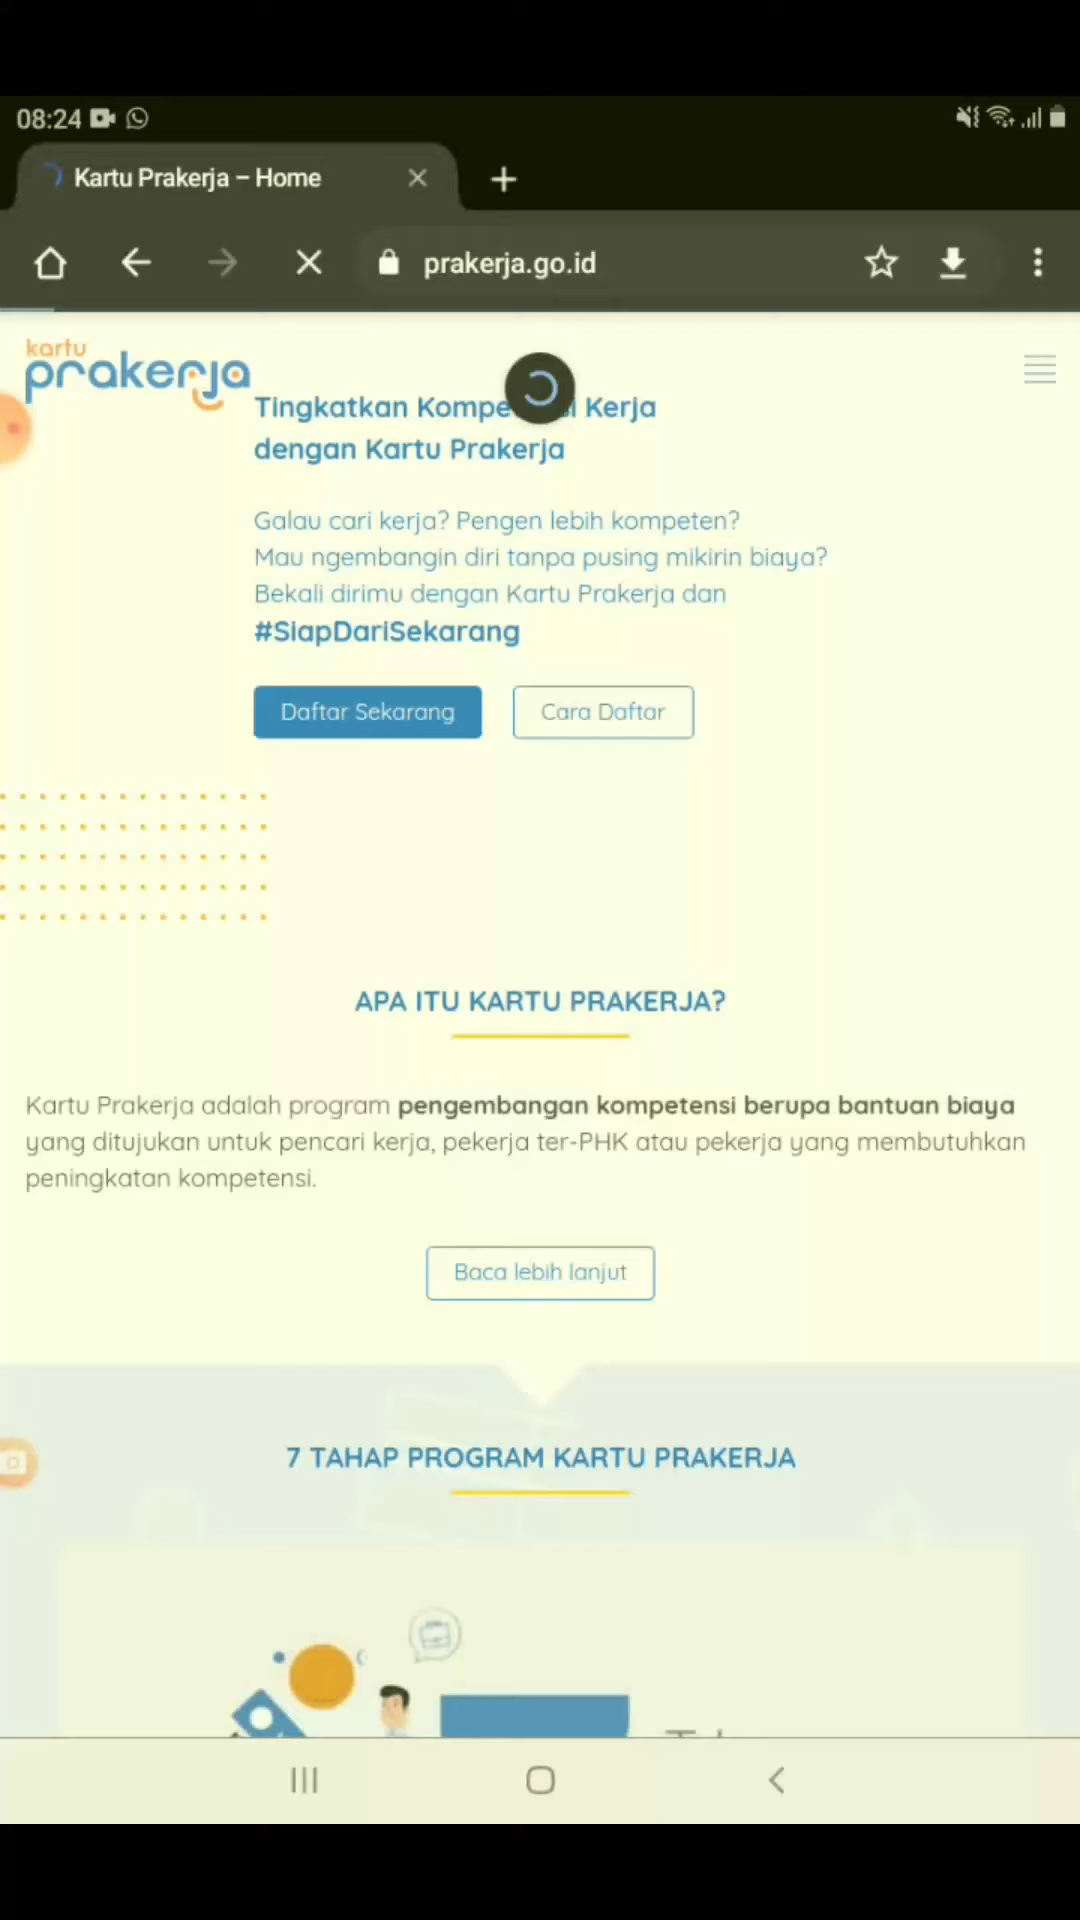 08:24
Kartu Prakerja – Home
prakerja.go.id
kartu
prakerja
Tingkatkan Kerja
dengan Kartu Prakerja
Galau cari kerja? Pengen lebih kompeten?
Mau ngembangin diri tanpa pusing mikirin biaya?
Bekali dirimu dengan Kartu Prakerja dan
#SiapDariSekarang
Daftar Sekarang
Cara Daftar
APA ITU KARTU PRAKERJA?
Kartu Prakerja adalah program pengembangan kompetensi berupa bantuan biaya
yang ditujukan untuk pencari kerja, pekerja ter-PHK atau pekerja yang membutuhkan
peningkatan kompetensi.
Baca lebih lanjut
7 TAHAP PROGRAM KARTU PRAKERJA